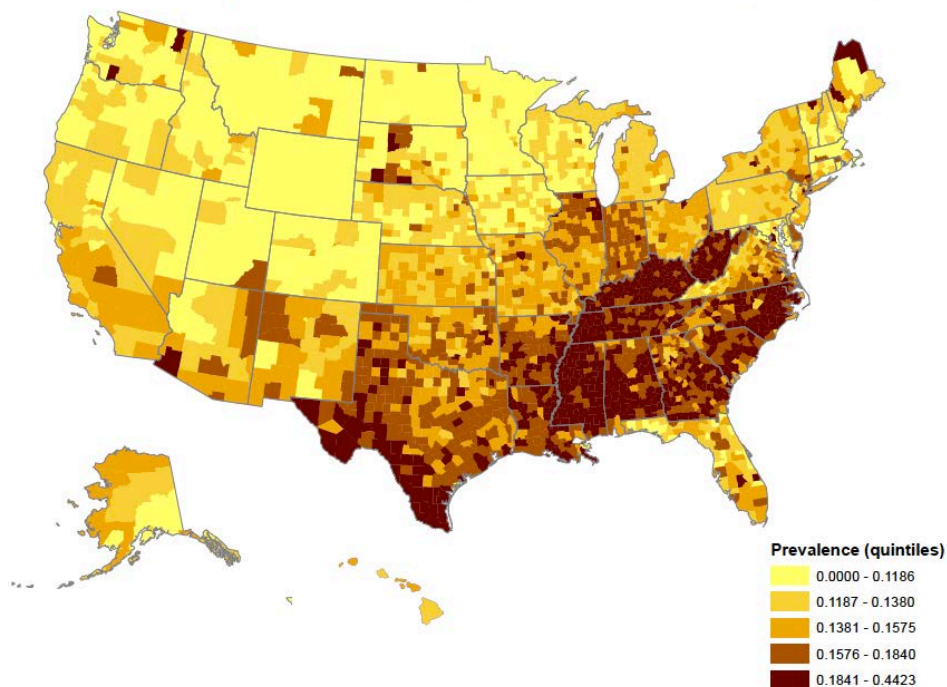 Prevalence (quintiles)
0.0000 - 0.1186
0.1187 - 0.1380
0.1381 - 0.1575
0.1576 - 0.1840
0.1841 - 0.4423